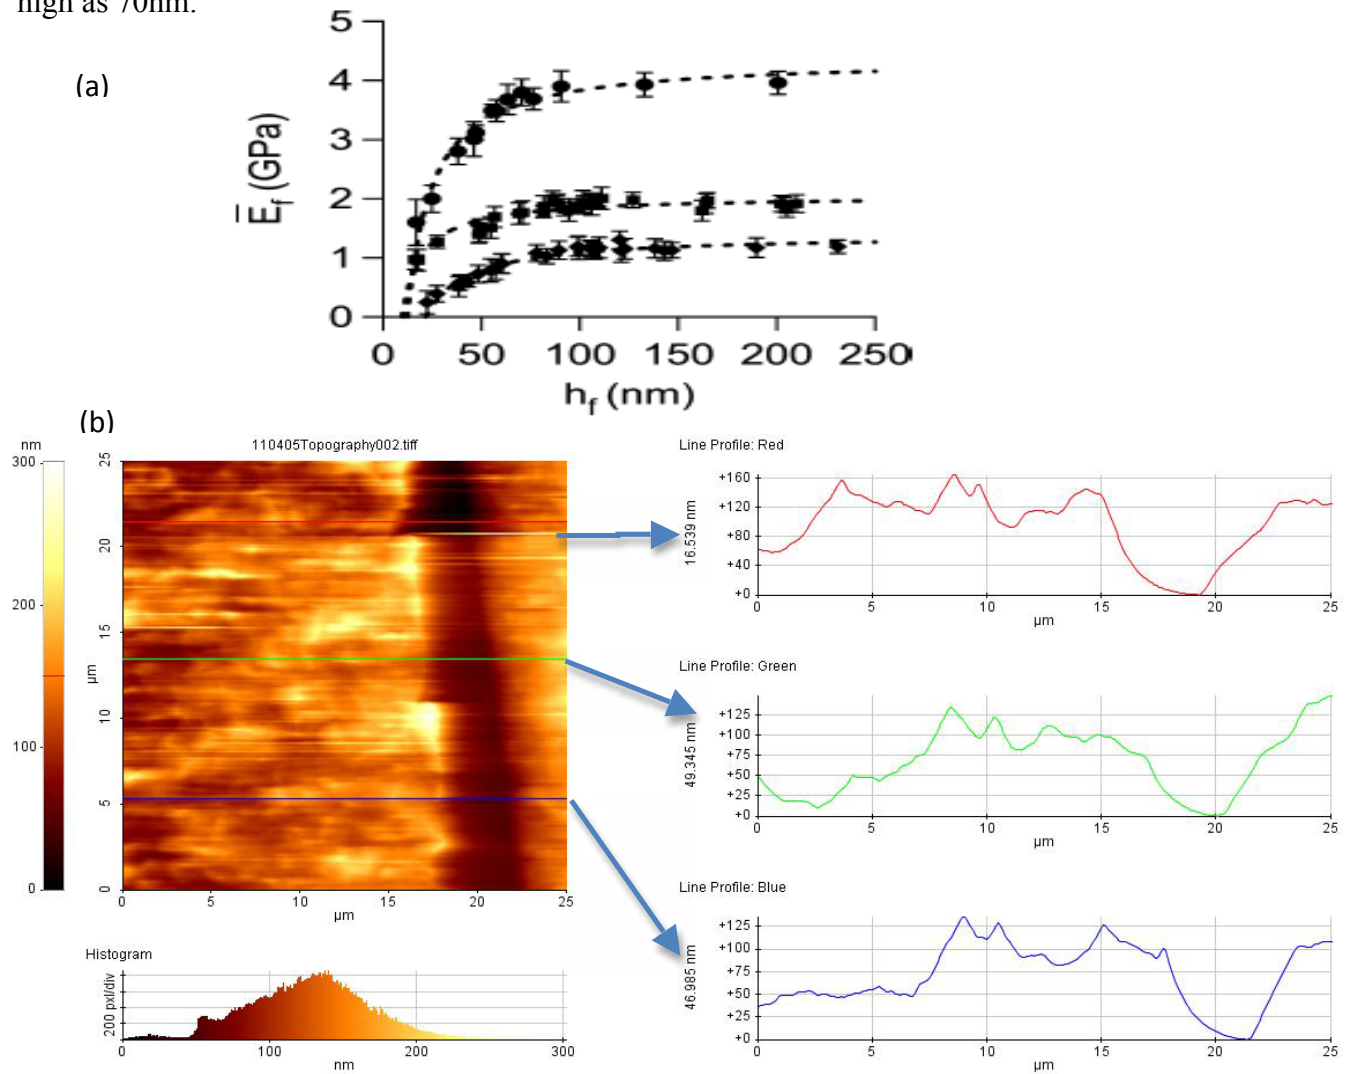 high as 70nm.
(a)
5
4
3
2
1
0
E̅f (GPa)
0 50 100 150 200 250
hf (nm)
(b)
nm
300
200
100
0
110405Topography002.tiff
25
20
15
10
5
0
µm
0 5 10 15 20 25
µm
Histogram
200 pxl/div
0 100 200 300
nm
Line Profile: Red
16.539 nm
+160
+120
+80
+40
+0
0 5 10 15 20 25
µm
Line Profile: Green
49.345 nm
+125
+100
+75
+50
+25
+0
0 5 10 15 20 25
µm
Line Profile: Blue
46.985 nm
+125
+100
+75
+50
+25
+0
0 5 10 15 20 25
µm